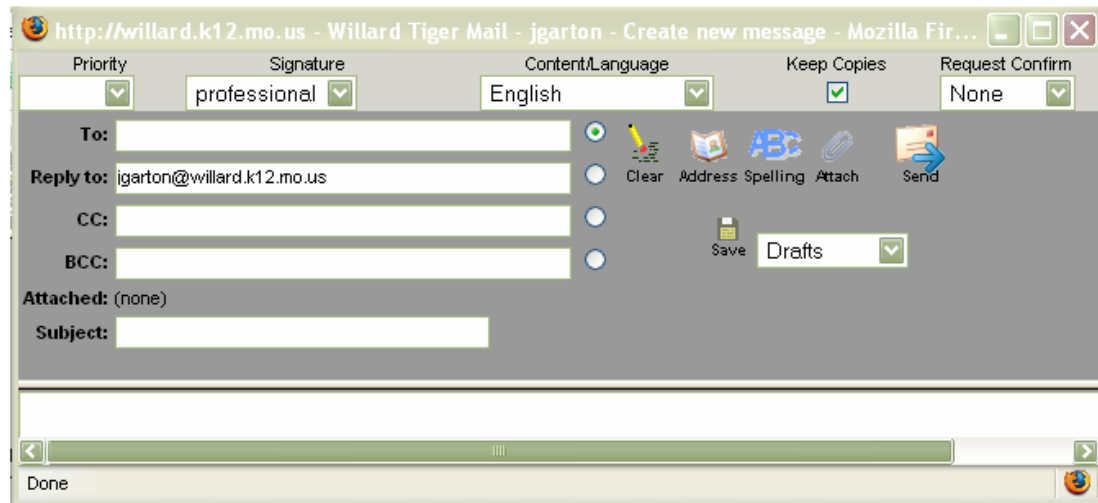 http://willard.k12.mo.us - Willard Tiger Mail - jgarton - Create new message - Mozilla Fir...
Priority Signature Content/Language Keep Copies Request Confirm
professional English None
To:
Reply to: jgarton@willard.k12.mo.us
Clear Address Spelling Attach Send
CC:
BCC:
Save Drafts
Attached: (none)
Subject:
Done